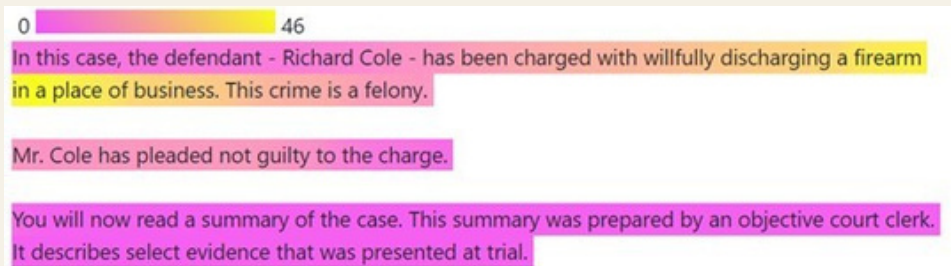 0 46
In this case, the defendant - Richard Cole - has been charged with willfully discharging a firearm
in a place of business. This crime is a felony.
Mr. Cole has pleaded not guilty to the charge.
You will now read a summary of the case. This summary was prepared by an objective court clerk.
It describes select evidence that was presented at trial.